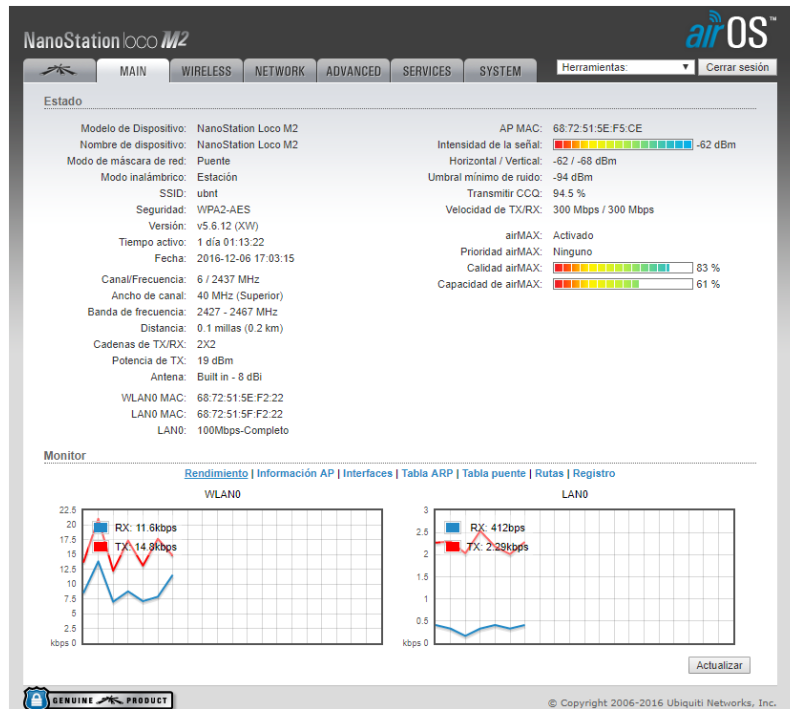 NanoStation loco M2
airOS™
MAIN WIRELESS NETWORK ADVANCED SERVICES SYSTEM Herramientas: Cerrar sesión
Estado
Modelo de Dispositivo: NanoStation Loco M2
Nombre de dispositivo: NanoStation Loco M2
Modo de máscara de red: Puente
Modo inalámbrico: Estación
SSID: ubnt
Seguridad: WPA2-AES
Versión: v5.6.12 (XW)
Tiempo activo: 1 día 01:13:22
Fecha: 2016-12-06 17:03:15
Canal/Frecuencia: 6 / 2437 MHz
Ancho de canal: 40 MHz (Superior)
Banda de frecuencia: 2427 - 2467 MHz
Distancia: 0.1 millas (0.2 km)
Cadenas de TX/RX: 2X2
Potencia de TX: 19 dBm
Antena: Built in - 8 dBi
WLAN0 MAC: 68:72:51:5E:F2:22
LAN0 MAC: 68:72:51:5F:F2:22
LAN0: 100Mbps-Completo
AP MAC: 68:72:51:5E:F5:CE
Intensidad de la señal: -62 dBm
Horizontal / Vertical: -62 / -68 dBm
Umbral mínimo de ruido: -94 dBm
Transmitir CCQ: 94.5 %
Velocidad de TX/RX: 300 Mbps / 300 Mbps
airMAX: Activado
Prioridad airMAX: Ninguno
Calidad airMAX: 83 %
Capacidad de airMAX: 61 %
Monitor
Rendimiento | Información AP | Interfaces | Tabla ARP | Tabla puente | Rutas | Registro
WLAN0
22.5
20
17.5
15
12.5
10
7.5
5
2.5
kbps 0
RX: 11.6kbps
TX: 14.8kbps
LAN0
3
2.5
2
1.5
1
0.5
kbps 0
RX: 412bps
TX: 2.29kbps
Actualizar
GENUINE PRODUCT
© Copyright 2006-2016 Ubiquiti Networks, Inc.